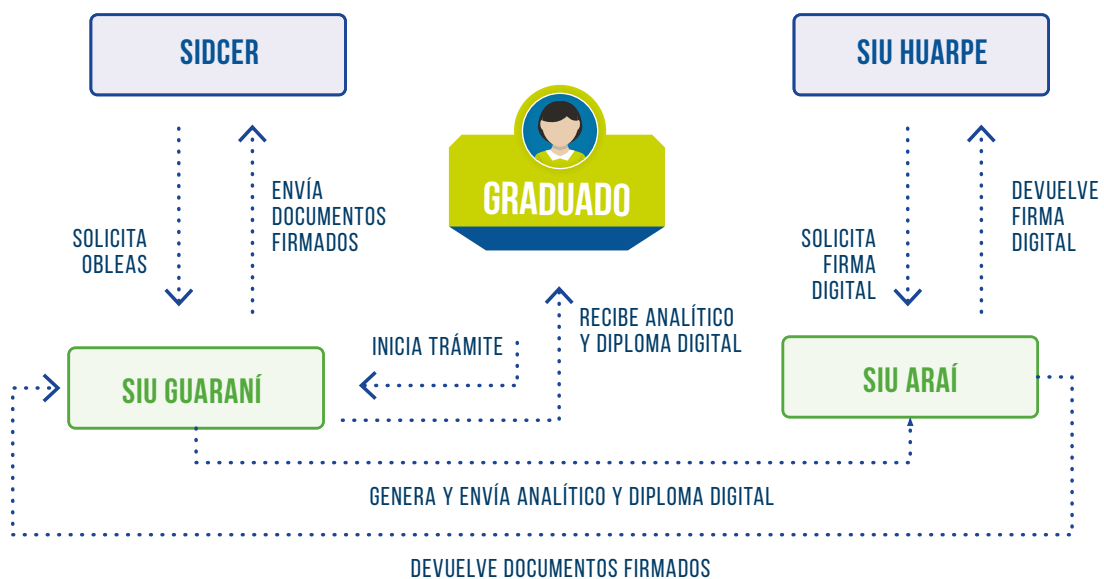 SIDCER
SIU HUARPE
GRADUADO
ENVÍA
DOCUMENTOS
FIRMADOS
SOLICITA
OBLEAS
DEVUELVE
FIRMA
DIGITAL
SOLICITA
FIRMA
DIGITAL
RECIBE ANALÍTICO
Y DIPLOMA DIGITAL
INICIA TRÁMITE
SIU GUARANÍ
SIU ARAÍ
GENERA Y ENVÍA ANALÍTICO Y DIPLOMA DIGITAL
DEVUELVE DOCUMENTOS FIRMADOS